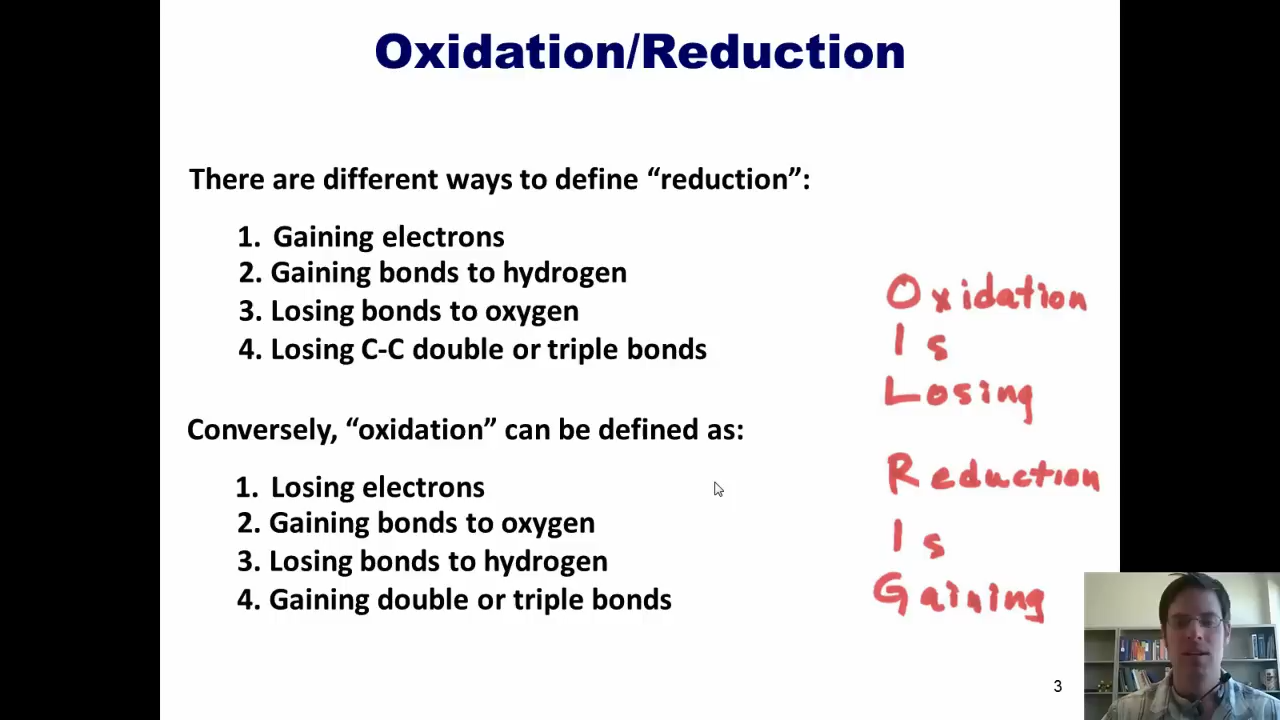 Oxidation/Reduction
There are different ways to define “reduction”:
1. Gaining electrons
2. Gaining bonds to hydrogen
3. Losing bonds to oxygen
4. Losing C-C double or triple bonds
Conversely, “oxidation” can be defined as:
1. Losing electrons
2. Gaining bonds to oxygen
3. Losing bonds to hydrogen
4. Gaining double or triple bonds
Oxidation
Is
Losing
Reduction
Is
Gaining
3